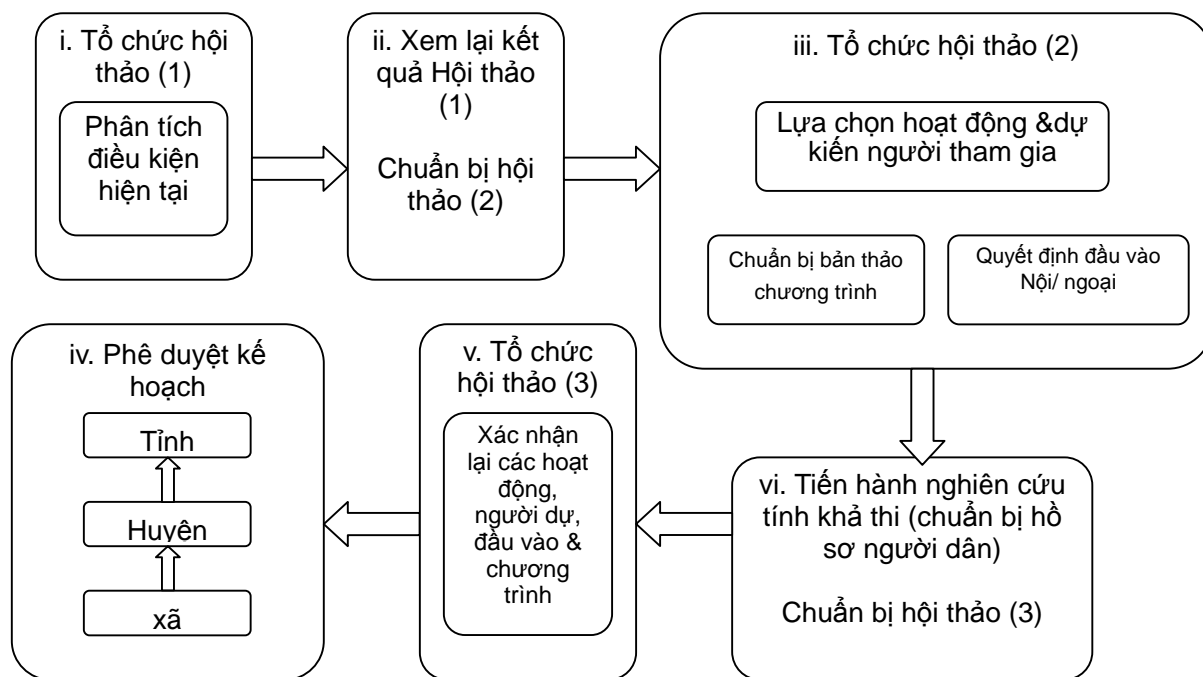 i. Tổ chức hội
thảo (1)
Phân tích
điều kiện
hiện tại
ii. Xem lại kết
quả Hội thảo
(1)
Chuẩn bị hội
thảo (2)
iii. Tổ chức hội thảo (2)
Lựa chọn hoạt động &dự
kiến người tham gia
Chuẩn bị bản thảo
chương trình
Quyết định đầu vào
Nội/ ngoại
iv. Phê duyệt kế
hoạch
Tỉnh
Huyện
xã
v. Tổ chức
hội thảo (3)
Xác nhận
lại các hoạt
động,
người dự,
đầu vào &
chương
trình
vi. Tiến hành nghiên cứu
tính khả thi (chuẩn bị hồ
sơ người dân)
Chuẩn bị hội thảo (3)